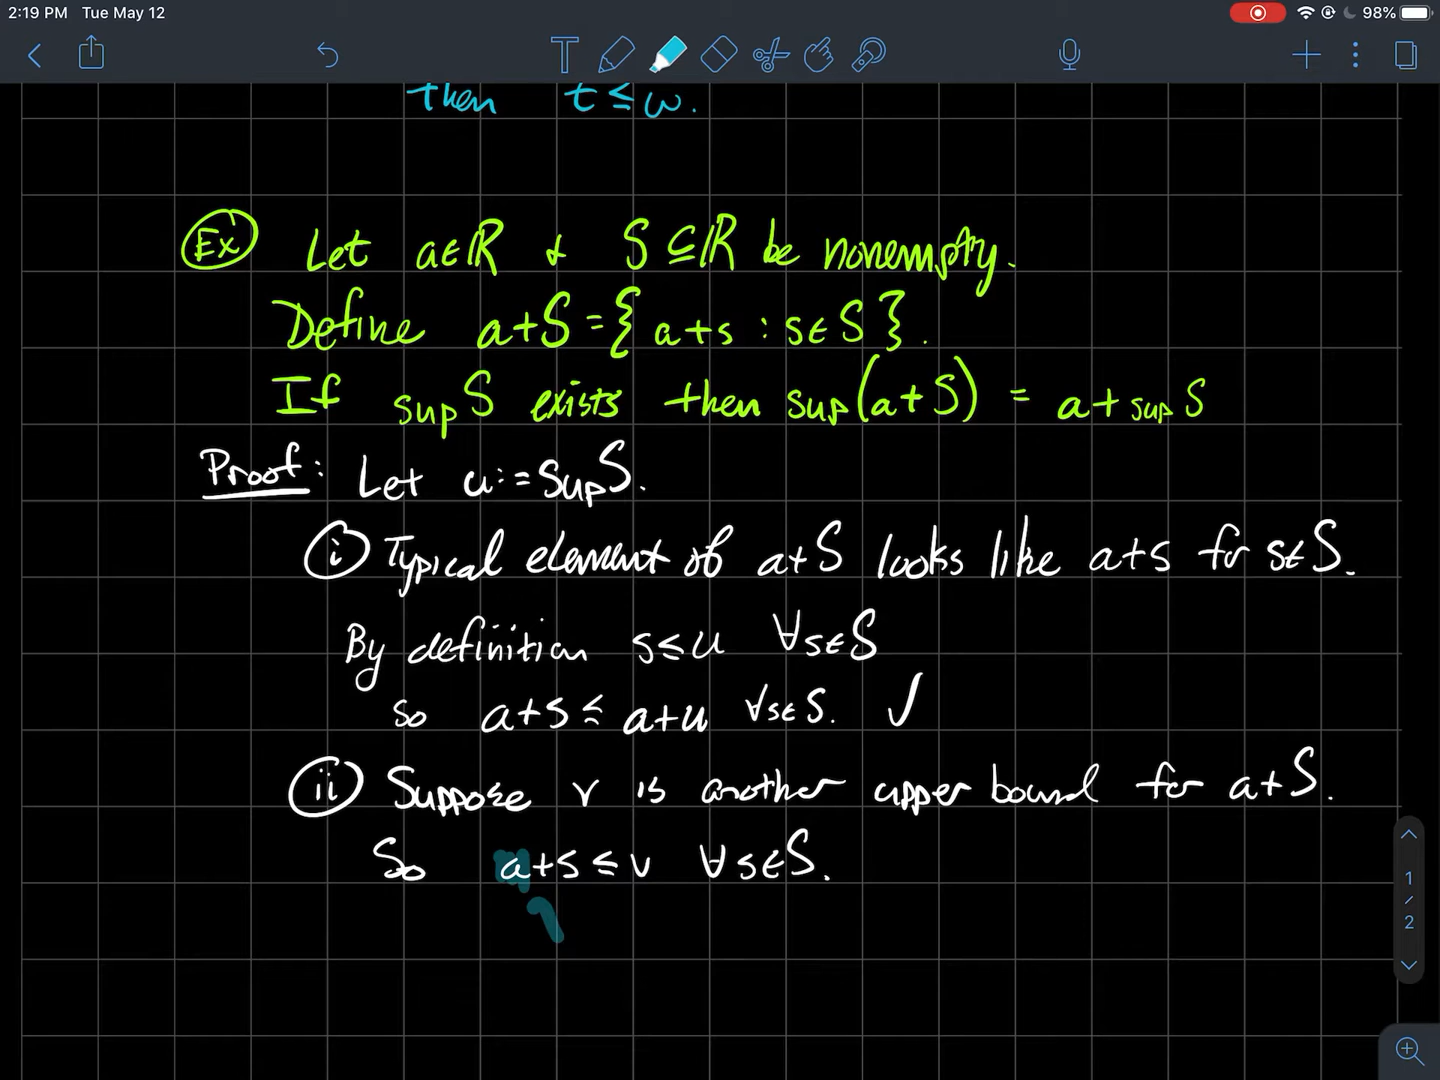 2:19 PM Tue May 12 98%
then t ≤ w.
Ex Let a∈ℝ & S⊆ℝ be nonempty.
Define a+S={a+s : s∈S}.
If sup S exists then sup(a+S) = a+sup S
Proof: Let u:=Sup S.
i Typical element of a+S looks like a+s for s∈S.
By definition s≤u ∀s∈S
so a+s ≤ a+u ∀s∈S. ✓
ii Suppose v is another upper bound for a+S.
So a+s≤v ∀s∈S.
1
/
2